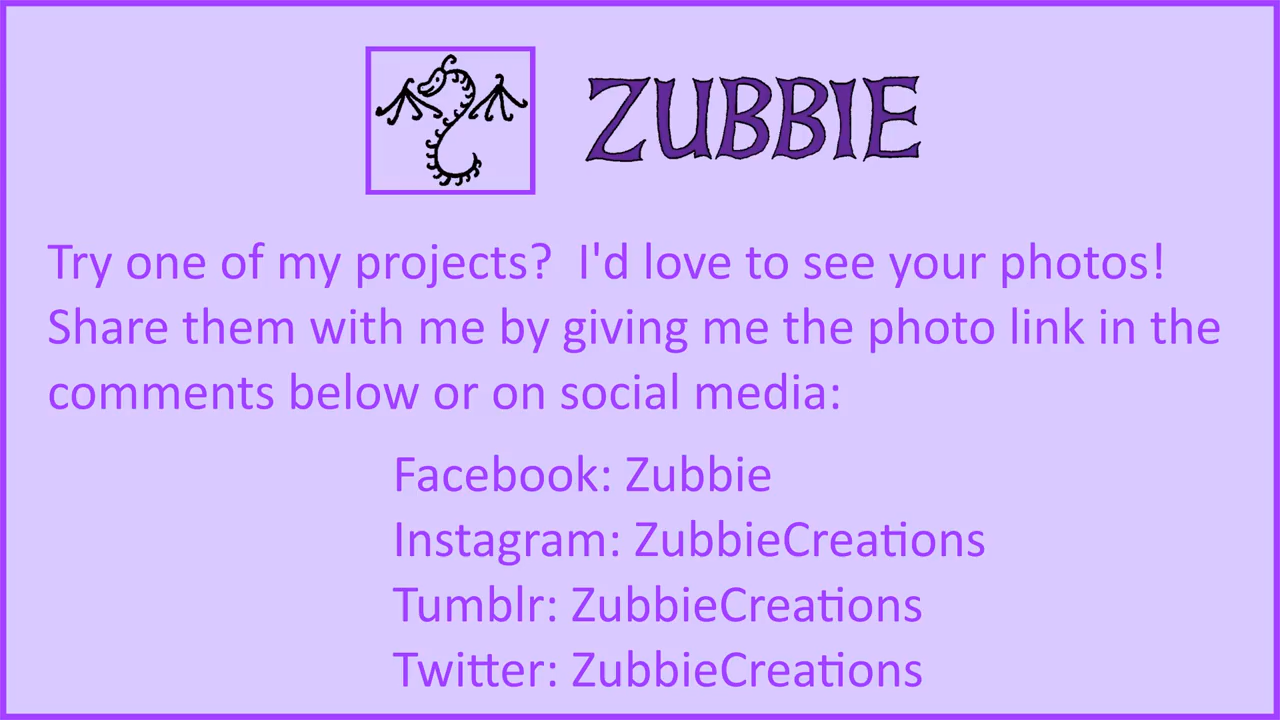 ZUBBIE
Try one of my projects?  I'd love to see your photos!
Share them with me by giving me the photo link in the
comments below or on social media:
Facebook: Zubbie
Instagram: ZubbieCreations
Tumblr: ZubbieCreations
Twitter: ZubbieCreations